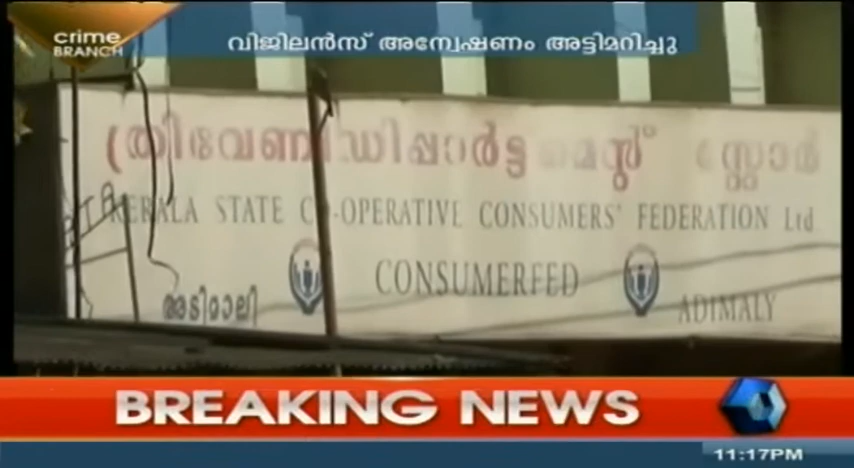 crime
BRANCH
വിജിലൻസ് അന്വേഷണം അട്ടിമറിച്ചു
ത്രിവേണി ഡിപ്പാർട്ട മെന്റ് സ്റ്റോർ
KERALA STATE CO-OPERATIVE CONSUMERS' FEDERATION Ltd
CONSUMERFED
അടിമാലി
ADIMALY
BREAKING NEWS
11:17PM